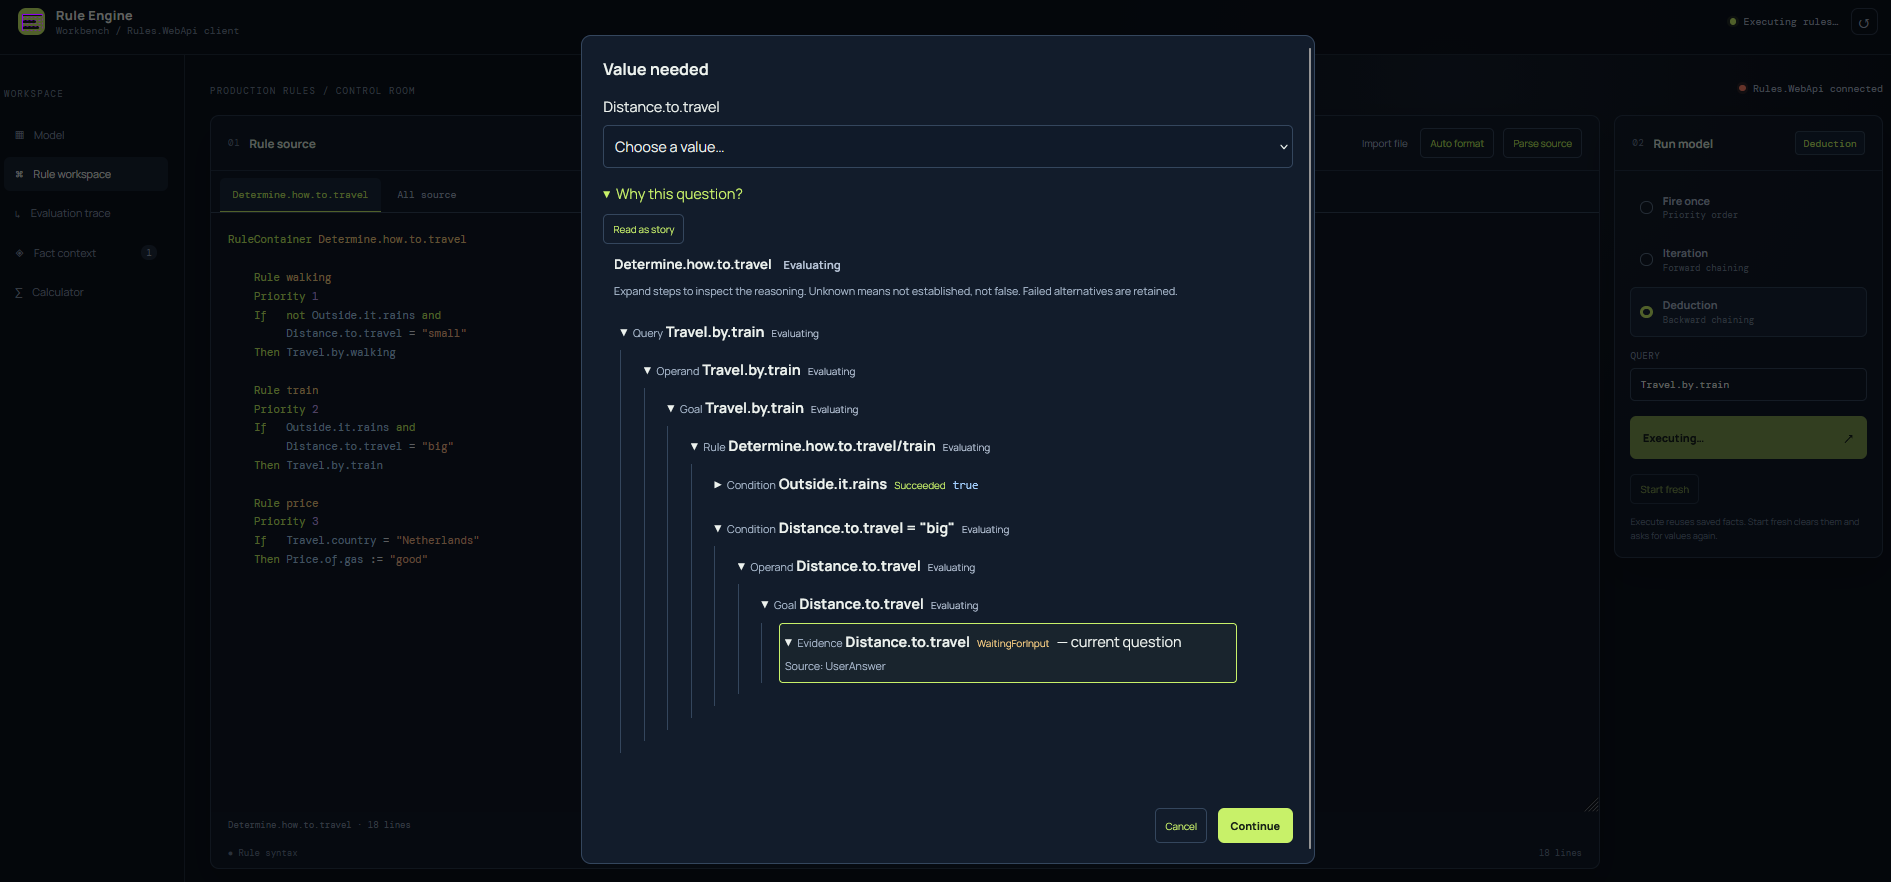 Rule Engine
Workbench / Rules.WebApi client
Executing rules…
↺
WORKSPACE
Model
Rule workspace
Evaluation trace
Fact context 1
∑ Calculator
PRODUCTION RULES / CONTROL ROOM
Rules.WebApi connected
01 Rule source
Import file
Auto format
Parse source
Determine.how.to.travel
All source
RuleContainer Determine.how.to.travel
Rule walking
Priority 1
If not Outside.it.rains and
Distance.to.travel = "small"
Then Travel.by.walking
Rule train
Priority 2
If Outside.it.rains and
Distance.to.travel = "big"
Then Travel.by.train
Rule price
Priority 3
If Travel.country = "Netherlands"
Then Price.of.gas := "good"
Determine.how.to.travel · 18 lines
Rule syntax
18 lines
Value needed
Distance.to.travel
Choose a value…
▼ Why this question?
Read as story
Determine.how.to.travel Evaluating
Expand steps to inspect the reasoning. Unknown means not established, not false. Failed alternatives are retained.
▼ Query Travel.by.train Evaluating
▼ Operand Travel.by.train Evaluating
▼ Goal Travel.by.train Evaluating
▼ Rule Determine.how.to.travel/train Evaluating
▶ Condition Outside.it.rains Succeeded true
▼ Condition Distance.to.travel = "big" Evaluating
▼ Operand Distance.to.travel Evaluating
▼ Goal Distance.to.travel Evaluating
▼ Evidence Distance.to.travel WaitingForInput — current question
Source: UserAnswer
Cancel
Continue
02 Run model
Deduction
Fire once
Priority order
Iteration
Forward chaining
Deduction
Backward chaining
QUERY
Travel.by.train
Executing… ↗
Start fresh
Execute reuses saved facts. Start fresh clears them and
asks for values again.